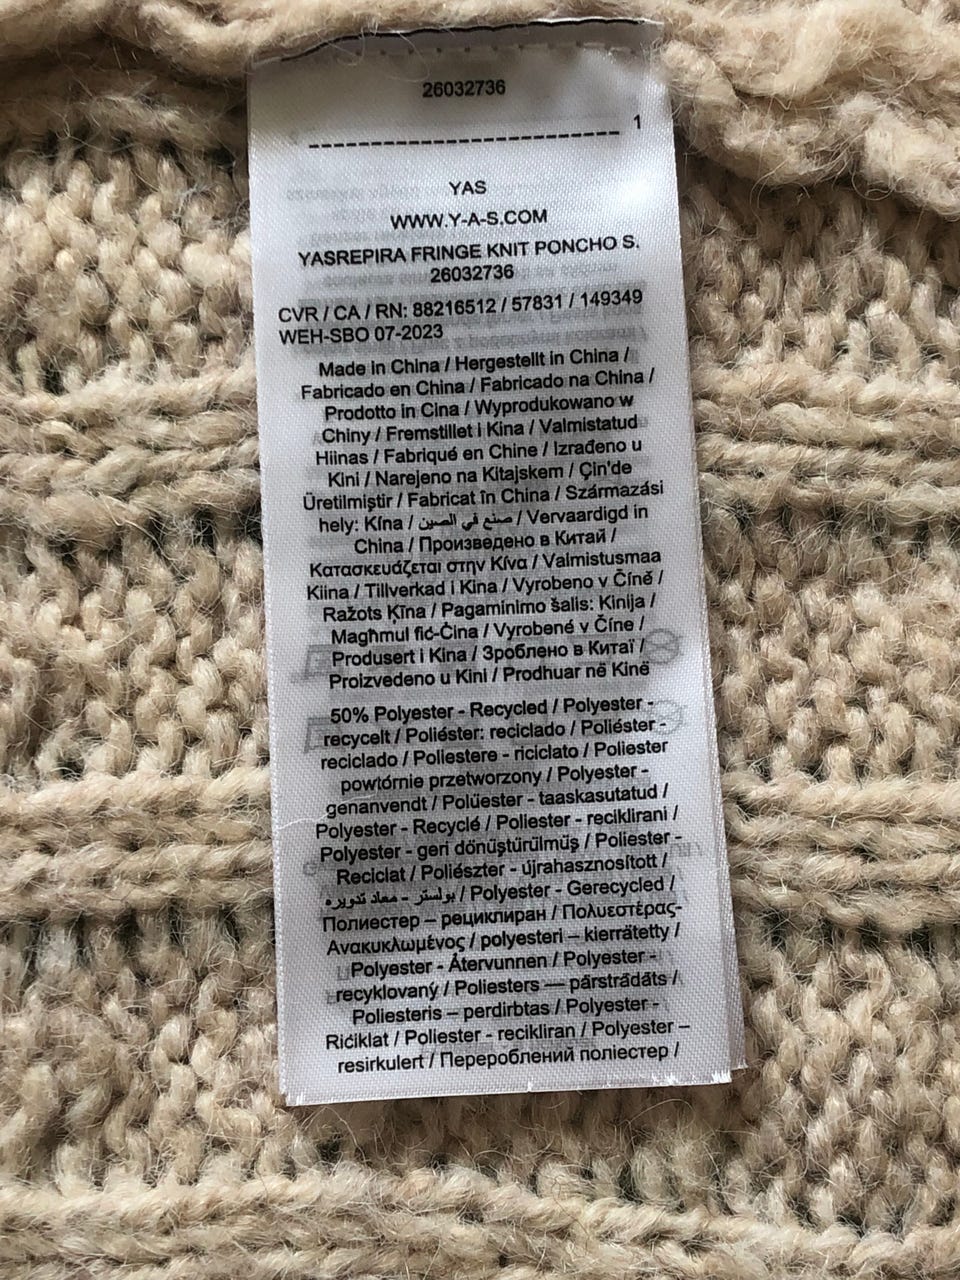 26032736
1
YAS
WWW.Y-A-S.COM
YASREPIRA FRINGE KNIT PONCHO S.
26032736
CVR / CA / RN: 88216512 / 57831 / 149349
WEH-SBO 07-2023
Made in China / Hergestellt in China /
Fabricado en China / Fabricado na China /
Prodotto in Cina / Wyprodukowano w
Chiny / Fremstillet i Kina / Valmistatud
Hiinas / Fabriqué en Chine / Izrađeno u
Kini / Narejeno na Kitajskem / Çin'de
Üretilmiştir / Fabricat în China / Származási
hely: Kína / صنع في الصين / Vervaardigd in
China / Произведено в Китай /
Κατασκευάζεται στην Κίνα / Valmistusmaa
Kiina / Tillverkad i Kina / Vyrobeno v Číně /
Ražots Ķīna / Pagaminimo šalis: Kinija /
Magħmul fiċ-Ċina / Vyrobené v Číne /
Produsert i Kina / Зроблено в Китаї /
Proizvedeno u Kini / Prodhuar në Kinë
50% Polyester - Recycled / Polyester -
recycelt / Poliéster: reciclado / Poliéster -
reciclado / Poliestere - riciclato / Poliester
powtórnie przetworzony / Polyester -
genanvendt / Polüester - taaskasutatud /
Polyester - Recyclé / Poliester - reciklirani /
Polyester - geri dönüştürülmüş / Poliester -
Reciclat / Poliészter - újrahasznosított /
بولستر - معاد تدويره / Polyester - Gerecycled /
Полиестер – рециклиран / Πολυεστέρας-
Ανακυκλωμένος / polyesteri – kierrätetty /
Polyester - Återvunnen / Polyester -
recyklovaný / Poliesters — pārstrādāts /
Poliesteris – perdirbtas / Polyester -
Riċiklat / Poliester - recikliran / Polyester –
resirkulert / Перероблений поліестер /